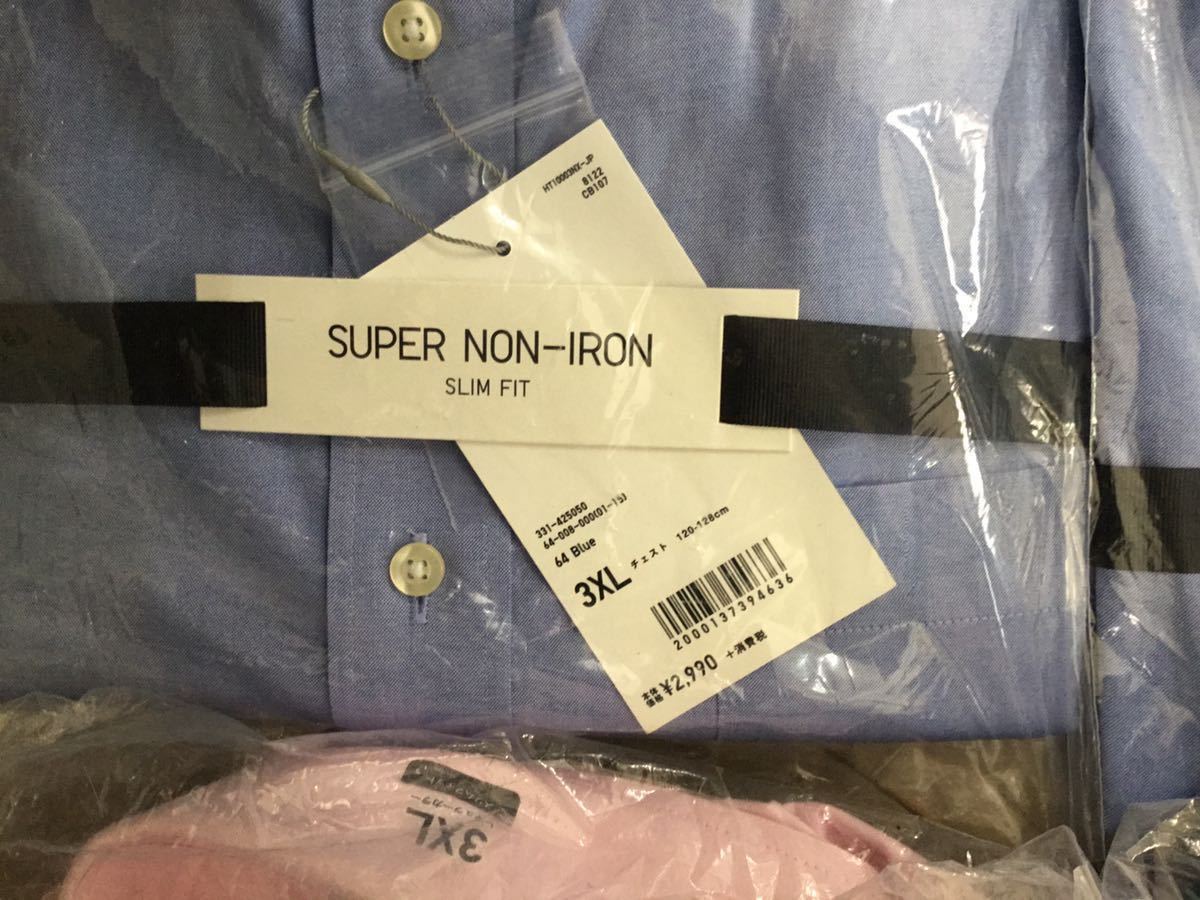 HT10003NX-JP
8122
CB107
SUPER NON-IRON
SLIM FIT
331-425050
64-008-000(01-15)
64 Blue
3XL チェスト 120-128cm
2000137394636
本体価格 ¥2,990 +消費税
3XL